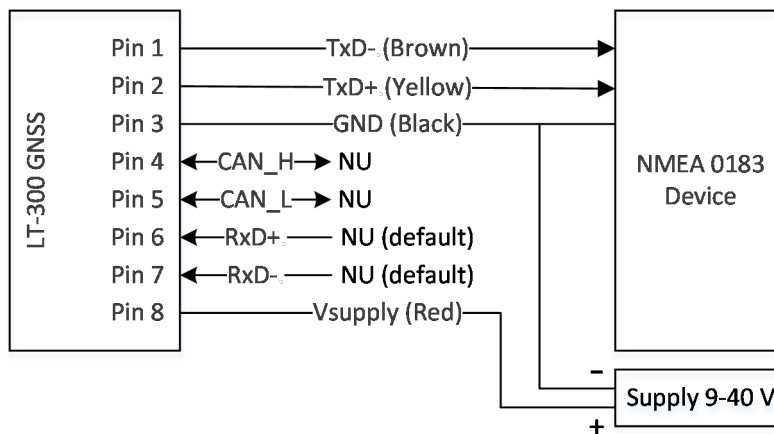 LT-300 GNSS
Pin 1 TxD- (Brown)
Pin 2 TxD+ (Yellow)
Pin 3 GND (Black)
Pin 4 CAN_H NU
Pin 5 CAN_L NU
Pin 6 RxD+ NU (default)
Pin 7 RxD- NU (default)
Pin 8 Vsupply (Red)
NMEA 0183
Device
-
Supply 9-40 V
+